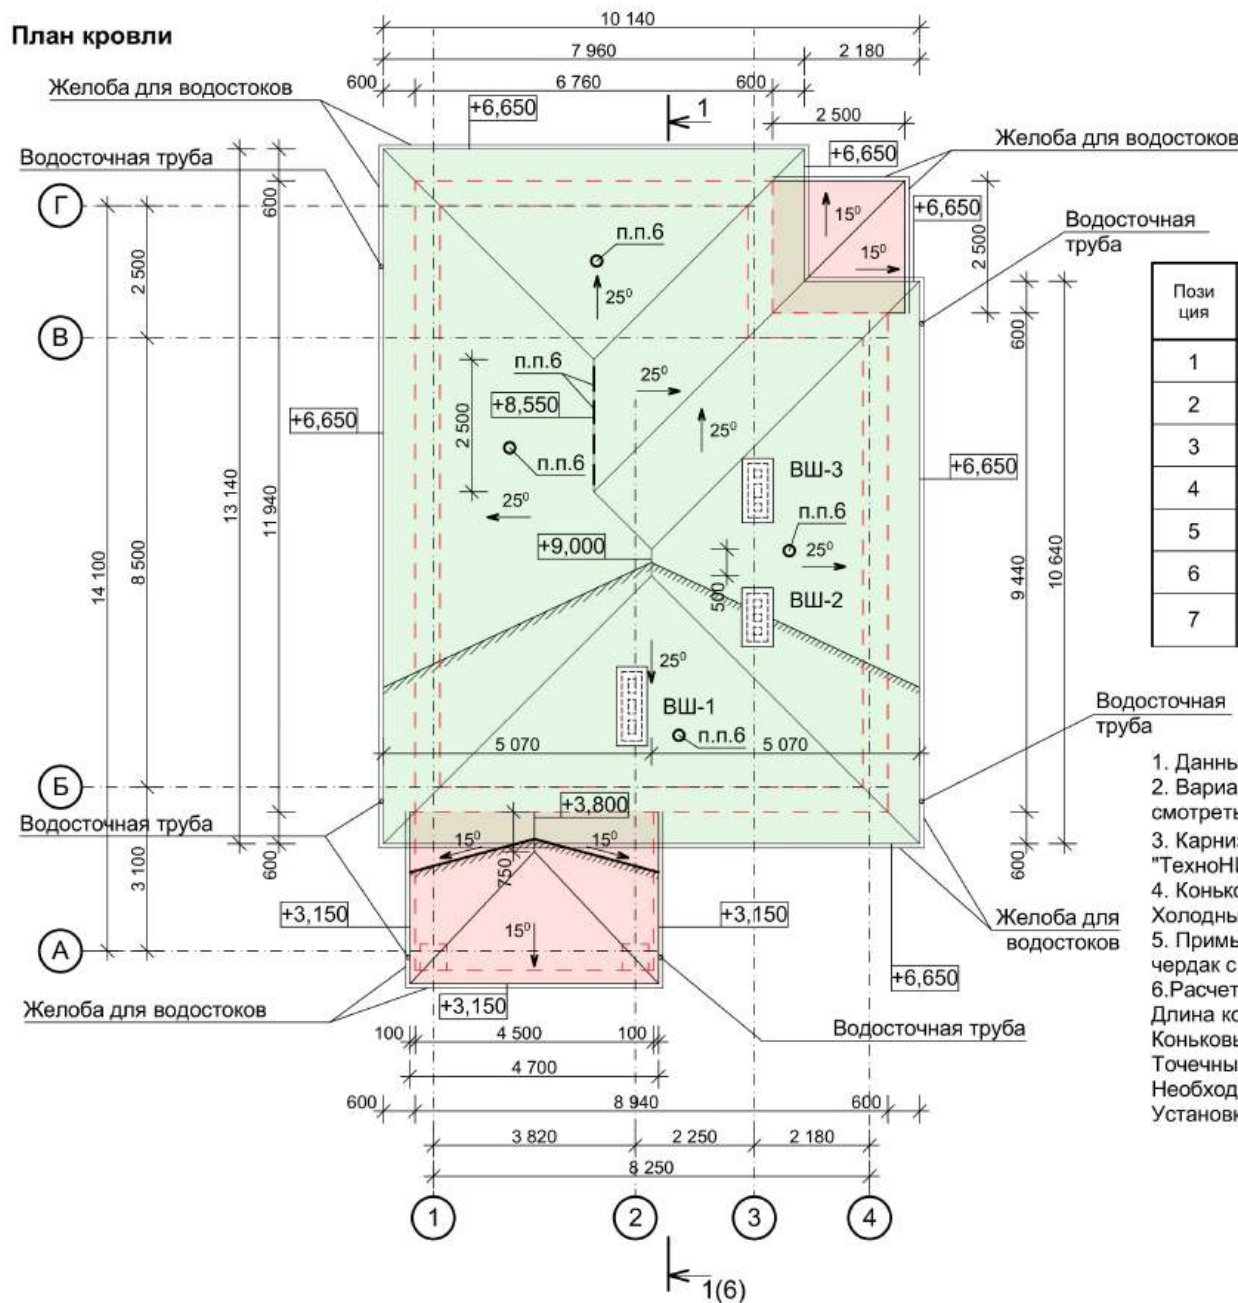 План кровли
10 140
7 960
2 180
600
6 760
600
2 500
Желоба для водостоков
+6,650
1
+6,650
Желоба для водостоков
Водосточная труба
+6,650
Водосточная
труба
Г
600
15⁰
15⁰
2 500
п.п.6
25⁰
2 500
В
п.п.6
25⁰
+8,550
2 500
25⁰
600
+6,650
п.п.6
25⁰
ВШ-3
+6,650
п.п.6
13 140
11 940
14 100
8 500
+9,000
25⁰
500
ВШ-2
9 440
10 640
25⁰
ВШ-1
п.п.6
Водосточная
труба
5 070
5 070
Б
+3,800
Водосточная труба
15⁰
15⁰
750
3 100
600
600
+3,150
+3,150
Желоба для
водостоков
А
15⁰
+6,650
Желоба для водостоков
+3,150
Водосточная труба
100
4 500
100
4 700
600
8 940
600
3 820
2 250
2 180
8 250
1
2
3
4
1(6)
Пози
ция
1
2
3
4
5
6
7
1. Данны
2. Вариа
смотреть
3. Карни
"ТехноНИ
4. Конько
Холодны
5. Примы
чердак с
6.Расчет
Длина ко
Коньковы
Точечны
Необход
Установк